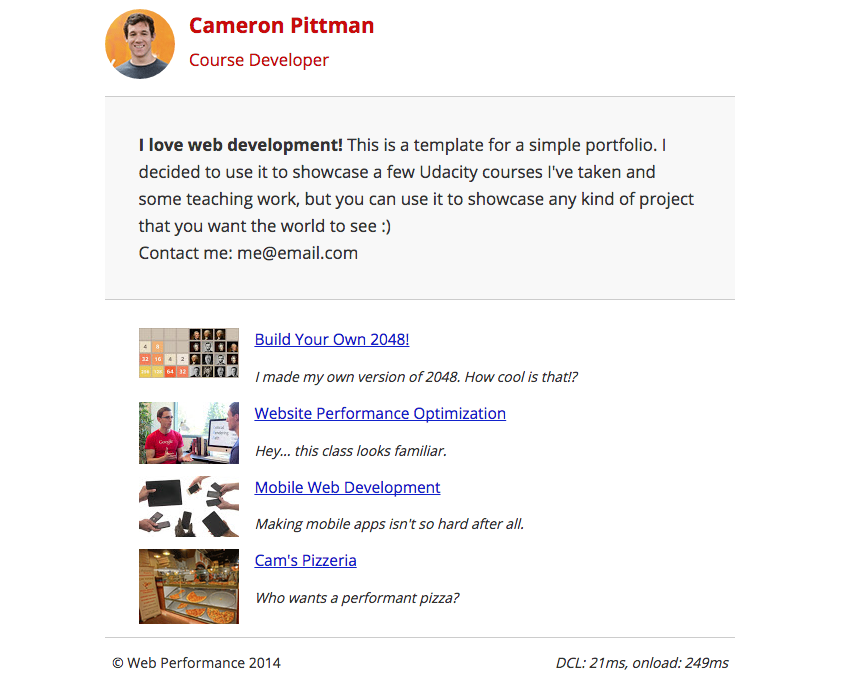 Cameron Pittman
Course Developer
I love web development! This is a template for a simple portfolio. I
decided to use it to showcase a few Udacity courses I've taken and
some teaching work, but you can use it to showcase any kind of project
that you want the world to see :)
Contact me: me@email.com
Build Your Own 2048!
I made my own version of 2048. How cool is that!?
Website Performance Optimization
Hey... this class looks familiar.
Google
Mobile Web Development
Making mobile apps isn't so hard after all.
Cam's Pizzeria
Who wants a performant pizza?
© Web Performance 2014
DCL: 21ms, onload: 249ms